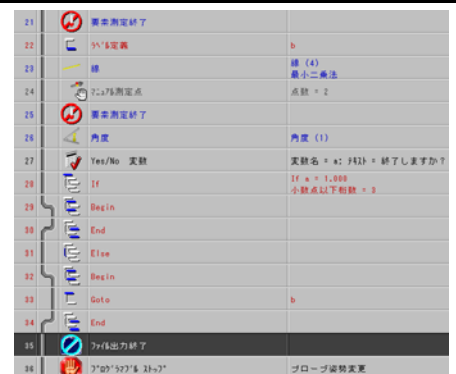 21 要素測定終了
22 ﾗﾍﾞﾙ定義 b
23 線 線 (4)
最小二乗法
24 ﾏﾆｭｱﾙ測定点 点数 = 2
25 要素測定終了
26 角度 角度 (1)
27 Yes/No 変数 変数名 = a: ﾃｷｽﾄ = 終了しますか?
28 If If a = 1.000
小数点以下桁数 = 3
29 Begin
30 End
31 Else
32 Begin
33 Goto b
34 End
35 ﾌｧｲﾙ出力終了
36 ﾌﾟﾛｸﾞﾗﾏﾌﾞﾙ ｽﾄｯﾌﾟ プローブ姿勢変更